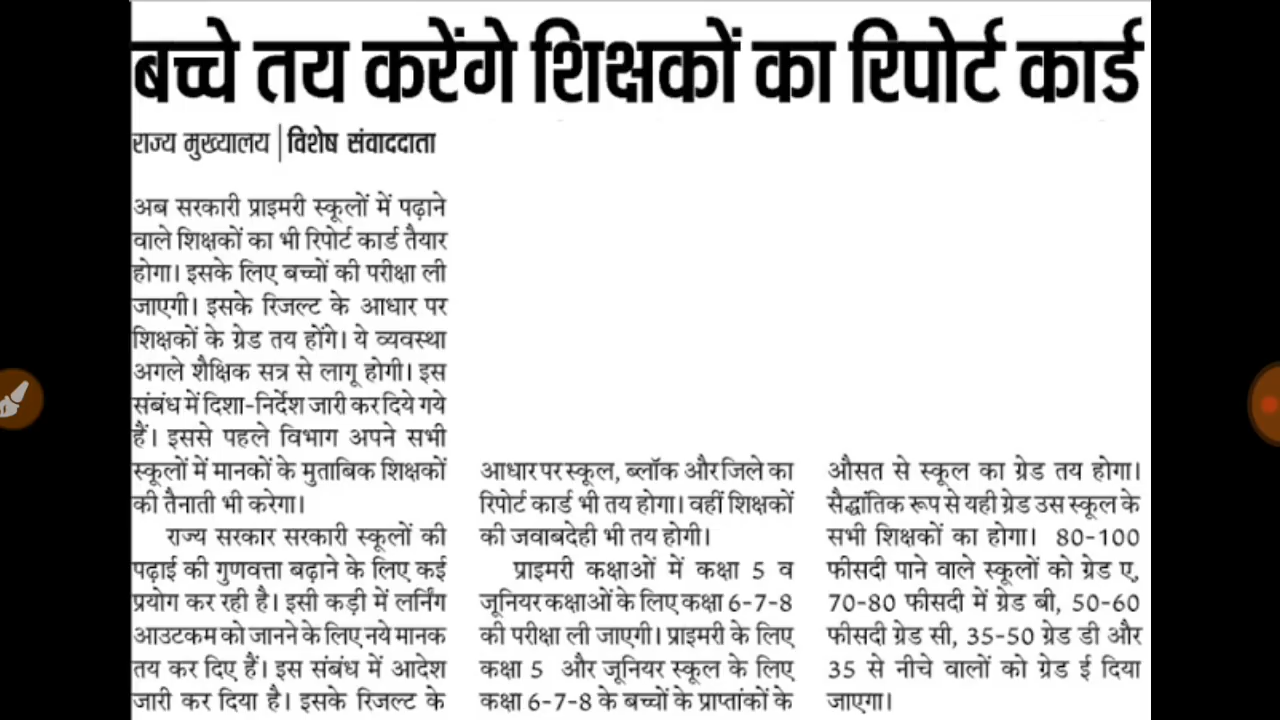 बच्चे तय करेंगे शिक्षकों का रिपोर्ट कार्ड
राज्य मुख्यालय | विशेष संवाददाता
अब सरकारी प्राइमरी स्कूलों में पढ़ाने
वाले शिक्षकों का भी रिपोर्ट कार्ड तैयार
होगा। इसके लिए बच्चों की परीक्षा ली
जाएगी। इसके रिजल्ट के आधार पर
शिक्षकों के ग्रेड तय होंगे। ये व्यवस्था
अगले शैक्षिक सत्र से लागू होगी। इस
संबंध में दिशा-निर्देश जारी कर दिये गये
हैं। इससे पहले विभाग अपने सभी
स्कूलों में मानकों के मुताबिक शिक्षकों
की तैनाती भी करेगा।
राज्य सरकार सरकारी स्कूलों की
पढ़ाई की गुणवत्ता बढ़ाने के लिए कई
प्रयोग कर रही है। इसी कड़ी में लर्निंग
आउटकम को जानने के लिए नये मानक
तय कर दिए हैं। इस संबंध में आदेश
जारी कर दिया है। इसके रिजल्ट के
आधार पर स्कूल, ब्लॉक और जिले का
रिपोर्ट कार्ड भी तय होगा। वहीं शिक्षकों
की जवाबदेही भी तय होगी।
प्राइमरी कक्षाओं में कक्षा 5 व
जूनियर कक्षाओं के लिए कक्षा 6-7-8
की परीक्षा ली जाएगी। प्राइमरी के लिए
कक्षा 5 और जूनियर स्कूल के लिए
कक्षा 6-7-8 के बच्चों के प्राप्तांकों के
औसत से स्कूल का ग्रेड तय होगा।
सैद्धांतिक रूप से यही ग्रेड उस स्कूल के
सभी शिक्षकों का होगा। 80-100
फीसदी पाने वाले स्कूलों को ग्रेड ए,
70-80 फीसदी में ग्रेड बी, 50-60
फीसदी ग्रेड सी, 35-50 ग्रेड डी और
35 से नीचे वालों को ग्रेड ई दिया
जाएगा।